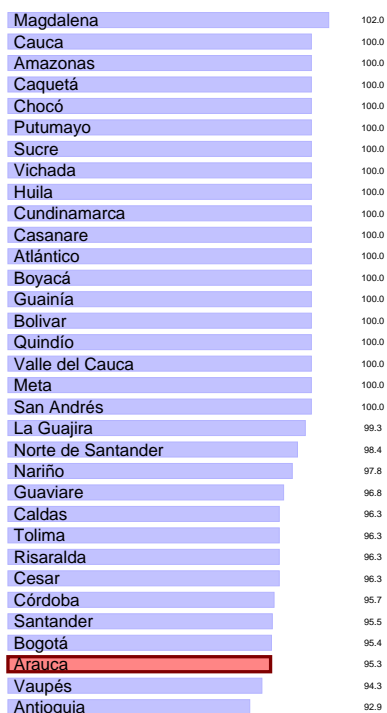 Magdalena 102.0
Cauca 100.0
Amazonas 100.0
Caquetá 100.0
Chocó 100.0
Putumayo 100.0
Sucre 100.0
Vichada 100.0
Huila 100.0
Cundinamarca 100.0
Casanare 100.0
Atlántico 100.0
Boyacá 100.0
Guainía 100.0
Bolivar 100.0
Quindío 100.0
Valle del Cauca 100.0
Meta 100.0
San Andrés 100.0
La Guajira 99.3
Norte de Santander 98.4
Nariño 97.8
Guaviare 96.8
Caldas 96.3
Tolima 96.3
Risaralda 96.3
Cesar 96.3
Córdoba 95.7
Santander 95.5
Bogotá 95.4
Arauca 95.3
Vaupés 94.3
Antioquia 92.9